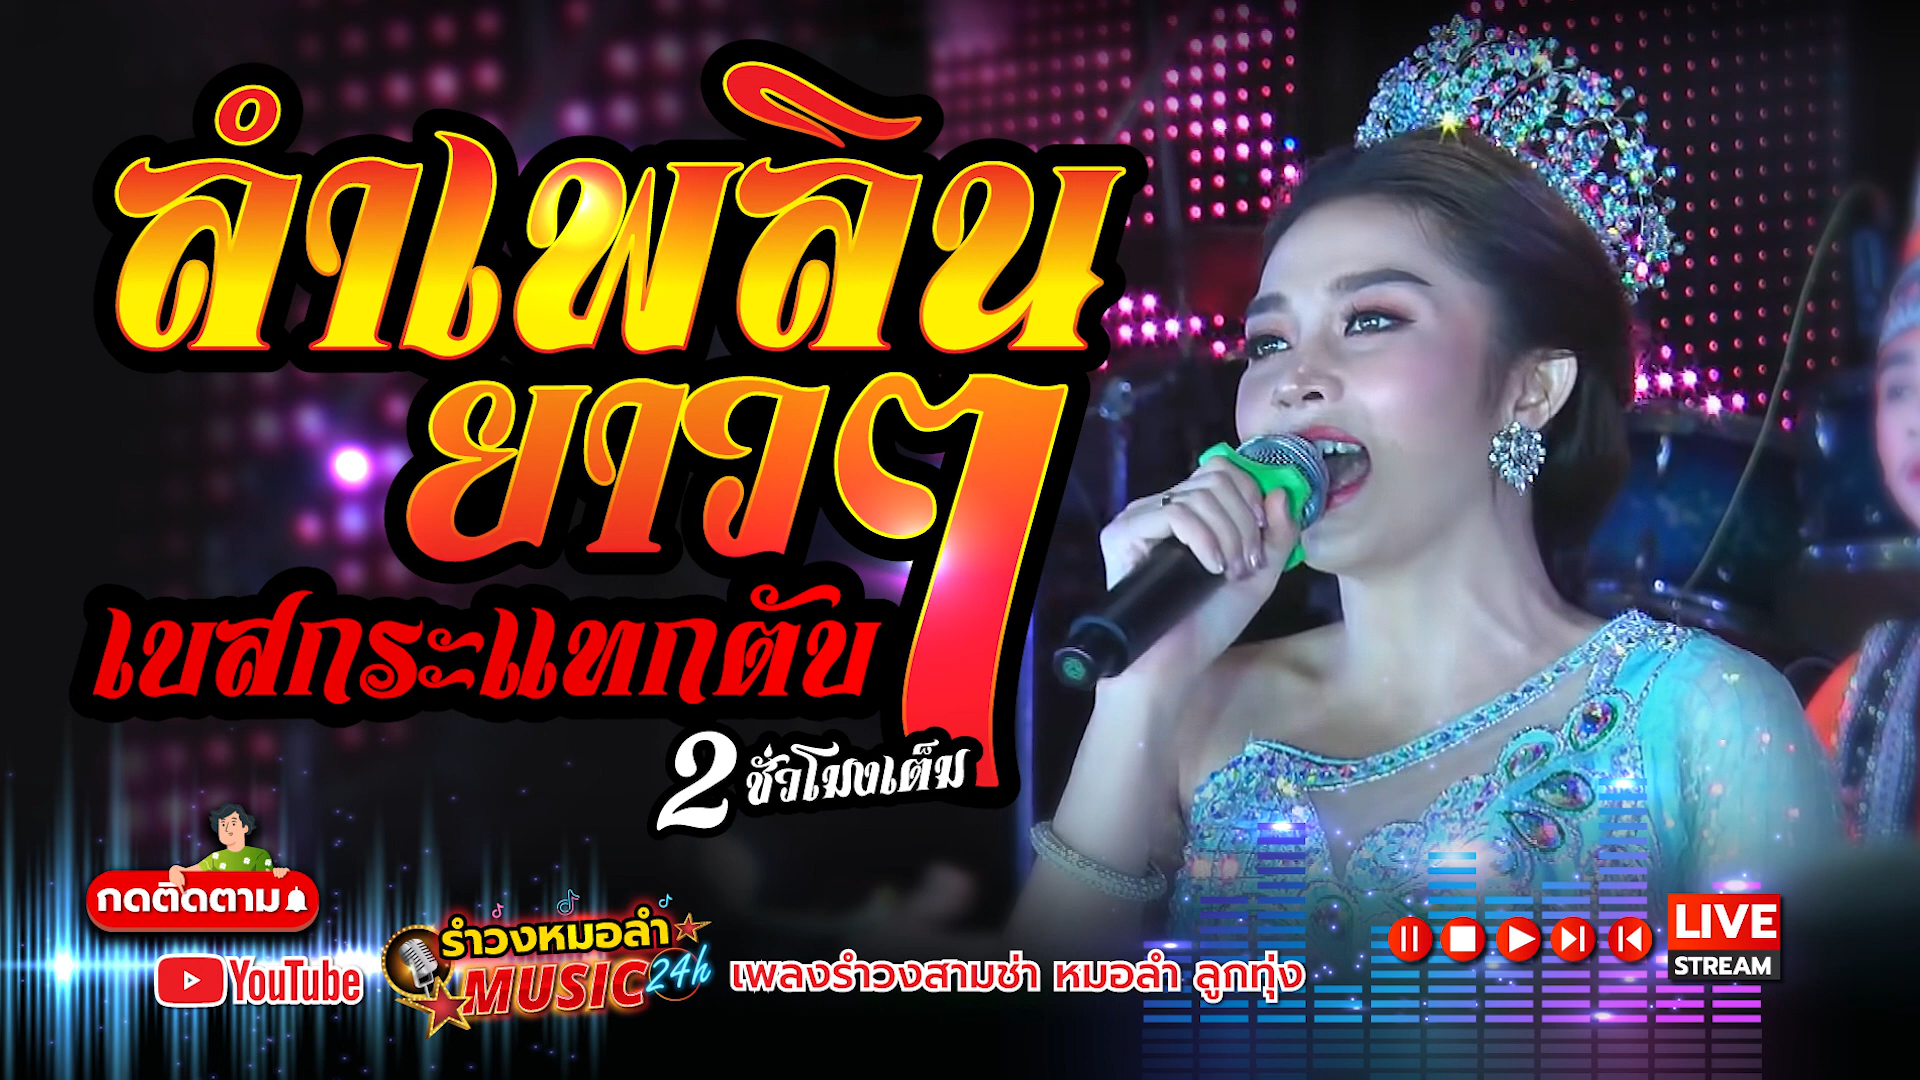 ลำเพลิน
ยาวๆ
เบสกระแทกตับ
2 ชั่วโมงเต็ม
กดติดตาม
YouTube
รำวงหมอลำ
MUSIC 24h
เพลงรำวงสามช่า หมอลำ ลูกทุ่ง
LIVE
STREAM